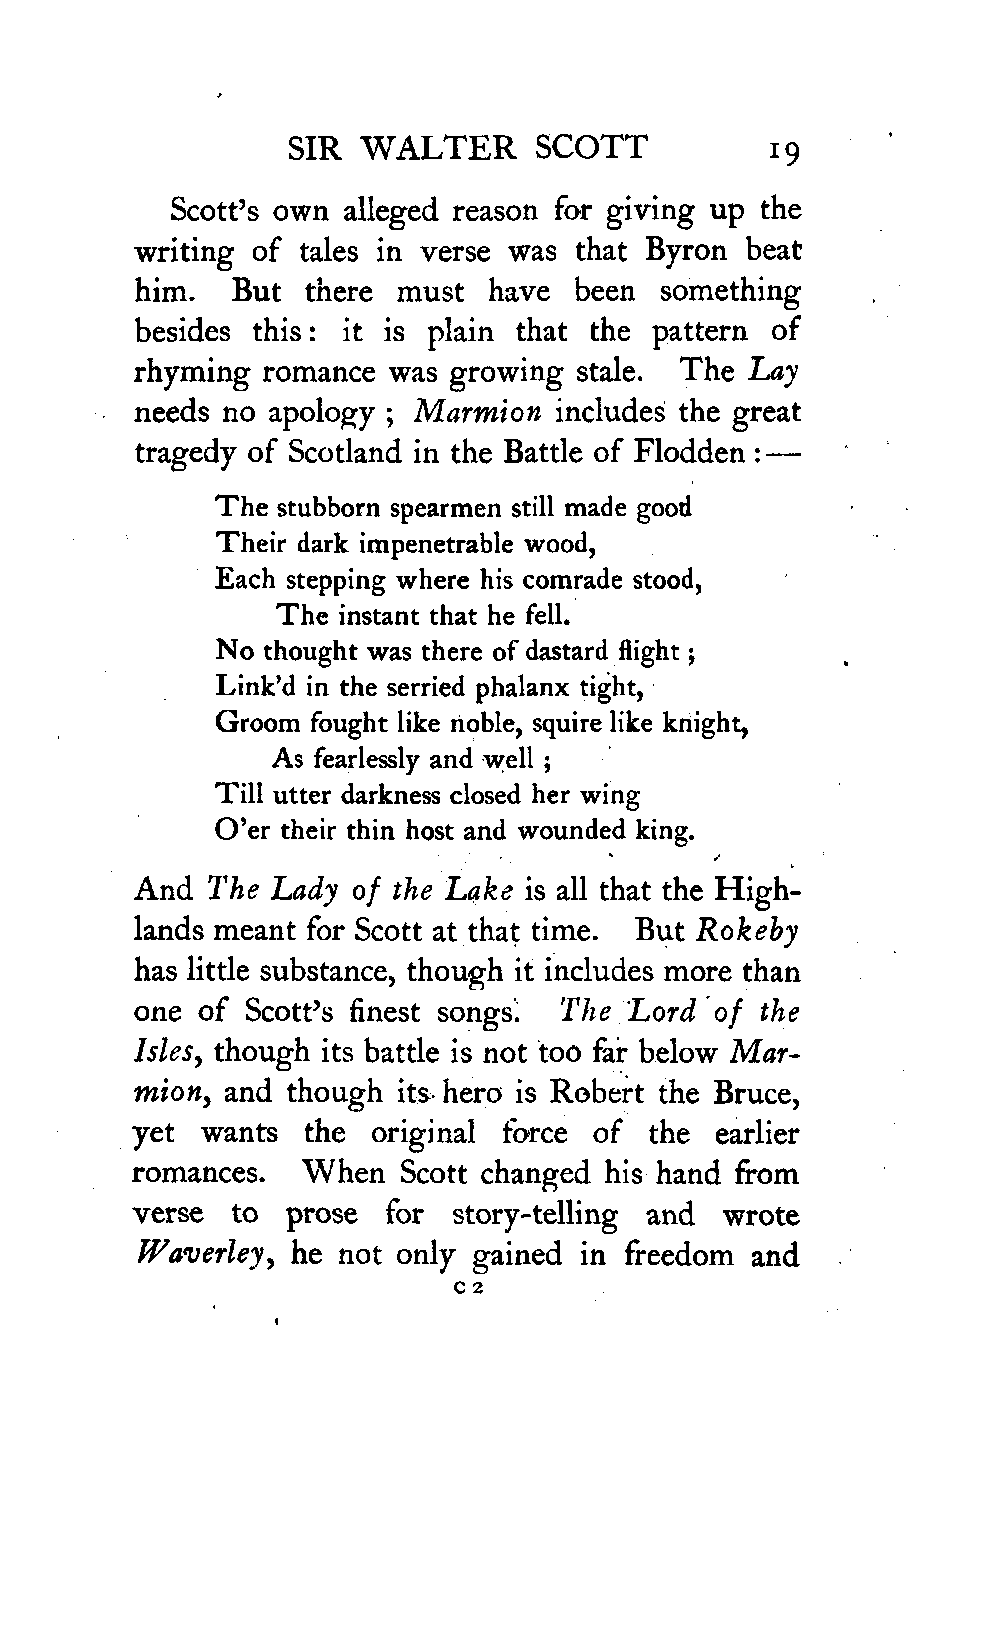 SIR WALTER SCOTT 19
Scott's own alleged reason for giving up the
writing of tales in verse was that Byron beat
him. But there must have been something
besides this: it is plain that the pattern of
rhyming romance was growing stale. The Lay
needs no apology ; Marmion includes the great
tragedy of Scotland in the Battle of Flodden :—
The stubborn spearmen still made good
Their dark impenetrable wood,
Each stepping where his comrade stood,
The instant that he fell.
No thought was there of dastard flight ;
Link'd in the serried phalanx tight,
Groom fought like noble, squire like knight,
As fearlessly and well ;
Till utter darkness closed her wing
O'er their thin host and wounded king.
And The Lady of the Lake is all that the High-
lands meant for Scott at that time. But Rokeby
has little substance, though it includes more than
one of Scott's finest songs. The Lord of the
Isles, though its battle is not too far below Mar-
mion, and though its hero is Robert the Bruce,
yet wants the original force of the earlier
romances. When Scott changed his hand from
verse to prose for story-telling and wrote
Waverley, he not only gained in freedom and
C 2